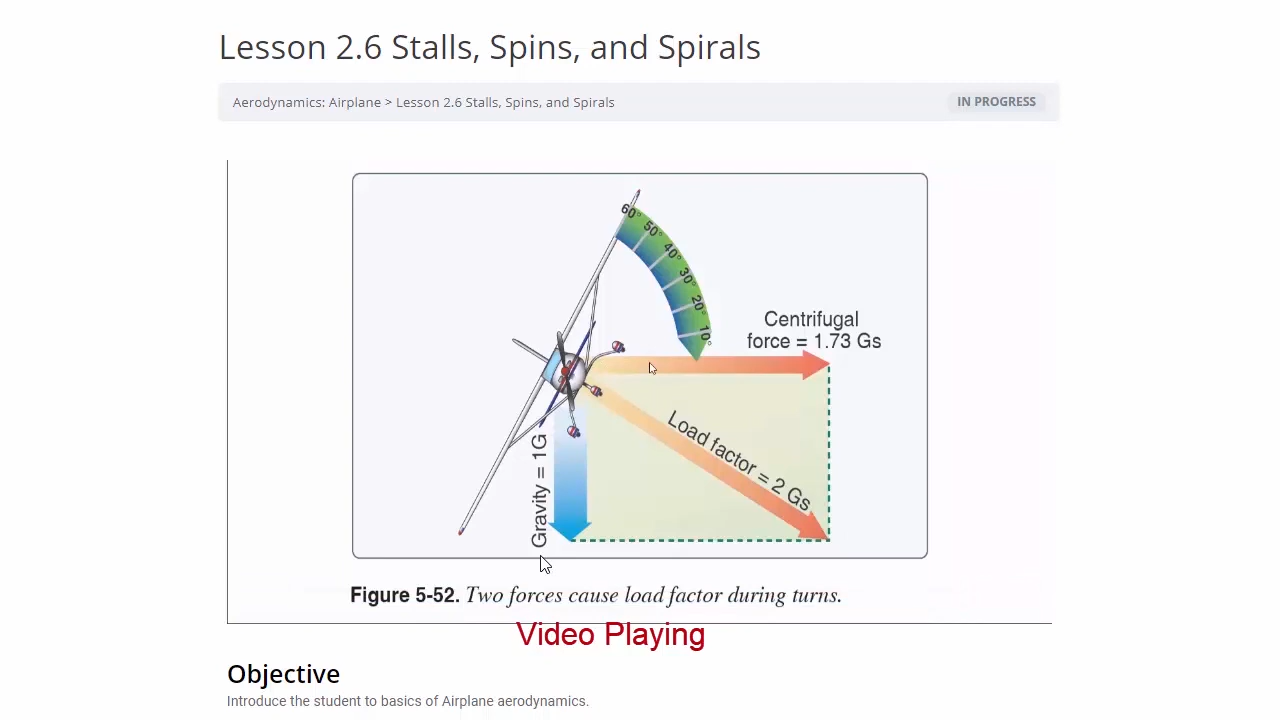 Lesson 2.6 Stalls, Spins, and Spirals
Aerodynamics: Airplane > Lesson 2.6 Stalls, Spins, and Spirals
IN PROGRESS
60°
50°
40°
30°
20°
10°
Centrifugal
force = 1.73 Gs
Load factor = 2 Gs
Gravity = 1G
Figure 5-52. Two forces cause load factor during turns.
Video Playing
Objective
Introduce the student to basics of Airplane aerodynamics.